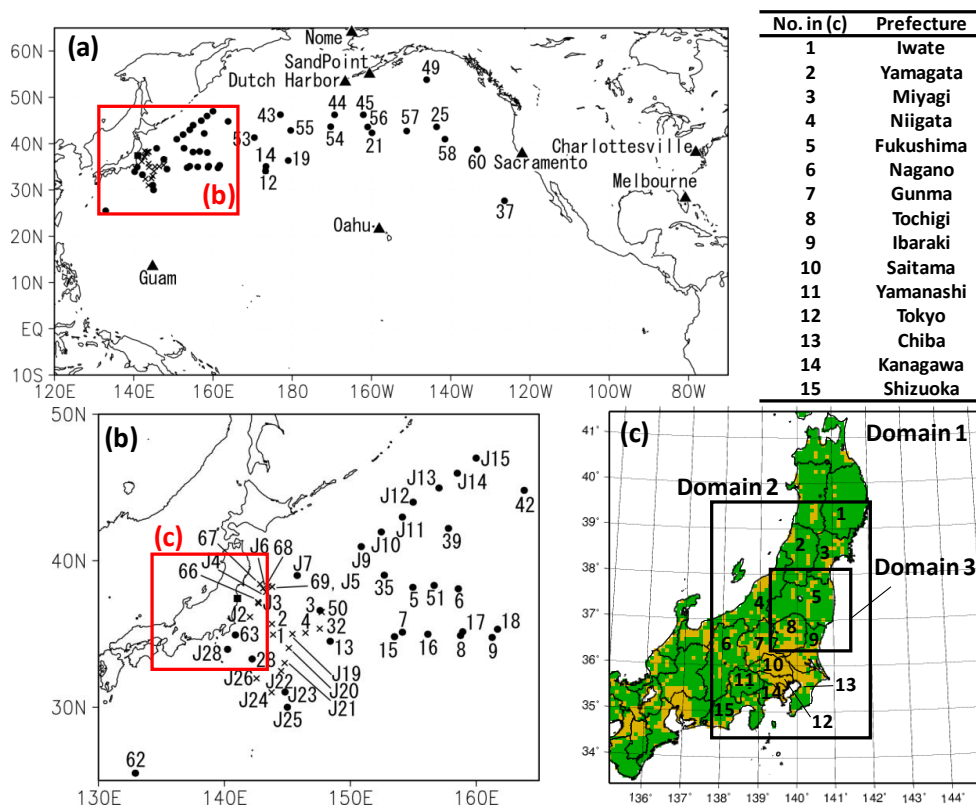 (a)
60N
50N
40N
30N
20N
10N
EQ
10S
120E 140E 160E 180 160W 140W 120W 100W 80W
Nome
SandPoint
Dutch Harbor
49
43 44 45 57 25
56
53 55 54 21 58
14 19 60 Sacramento
12
37
Charlottesville
Melbourne
Oahu
Guam
(b)
No. in (c) Prefecture
1 Iwate
2 Yamagata
3 Miyagi
4 Niigata
5 Fukushima
6 Nagano
7 Gunma
8 Tochigi
9 Ibaraki
10 Saitama
11 Yamanashi
12 Tokyo
13 Chiba
14 Kanagawa
15 Shizuoka
(b)
50N
40N
30N
130E 140E 150E 160E
(c)
J15
J13 J14
J12 42
J11
J10 39
J9
67 J6 68
J4 J7
66 69, J5
35
5 51 6
J3
J2 2 3 50
63 1 32
17 18
7
13 15 16 8 9
J28 28
J19
J26 J22 J20
J24 J23 J21
J25
62
(c)
Domain 1
Domain 2
Domain 3
41°
40°
39°
38°
37°
36°
35°
34°
1
2 3
4 5
6 7 8 9
10
11
13
14
15
12
136° 137° 138° 139° 140° 141° 142° 143° 144°